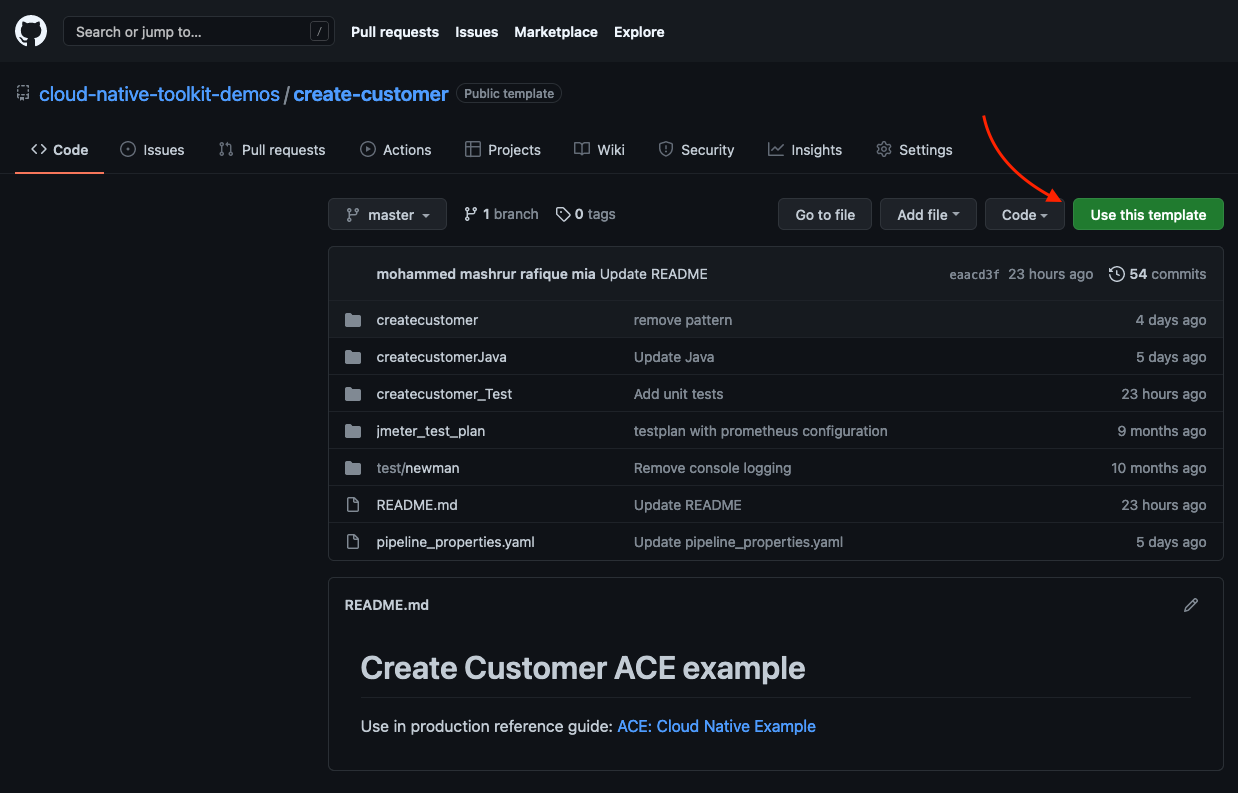 Search or jump to... / Pull requests Issues Marketplace Explore
cloud-native-toolkit-demos / create-customer Public template
<> Code Issues Pull requests Actions Projects Wiki Security Insights Settings
master 1 branch 0 tags Go to file Add file Code Use this template
mohammed mashrur rafique mia Update README eaacd3f 23 hours ago 54 commits
createcustomer remove pattern 4 days ago
createcustomerJava Update Java 5 days ago
createcustomer_Test Add unit tests 23 hours ago
jmeter_test_plan testplan with prometheus configuration 9 months ago
test/newman Remove console logging 10 months ago
README.md Update README 23 hours ago
pipeline_properties.yaml Update pipeline_properties.yaml 5 days ago
README.md
Create Customer ACE example
Use in production reference guide: ACE: Cloud Native Example